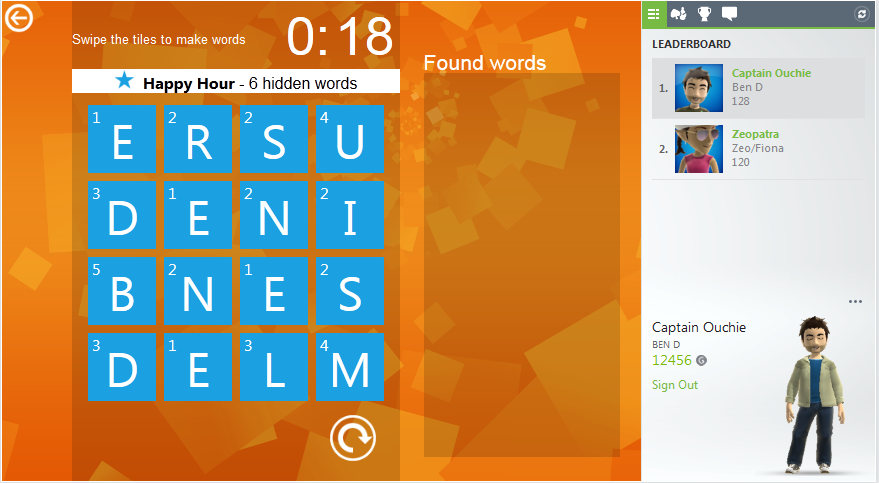 Swipe the tiles to make words
0:18
★ Happy Hour - 6 hidden words
1 E 2 R 2 S 4 U
3 D 1 E 2 N 2 I
5 B 2 N 1 E 2 S
3 D 1 E 3 L 4 M
Found words
LEADERBOARD
1. Captain Ouchie
Ben D
128
2. Zeopatra
Zeo/Fiona
120
Captain Ouchie
BEN D
12456 G
Sign Out